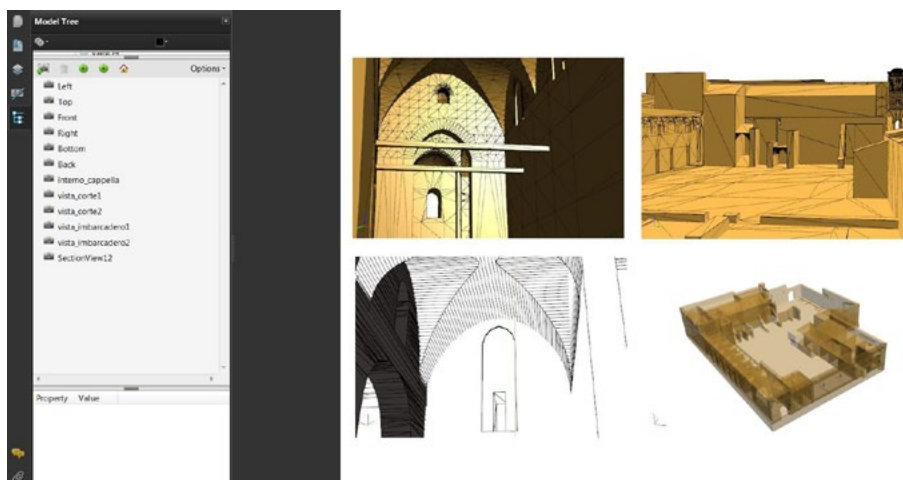 Model Tree
Options
Left
Top
Front
Right
Bottom
Back
interno_cappella
vista_corte1
vista_corte2
vista_imbarcadero1
vista_imbarcadero2
SectionView12
Property Value